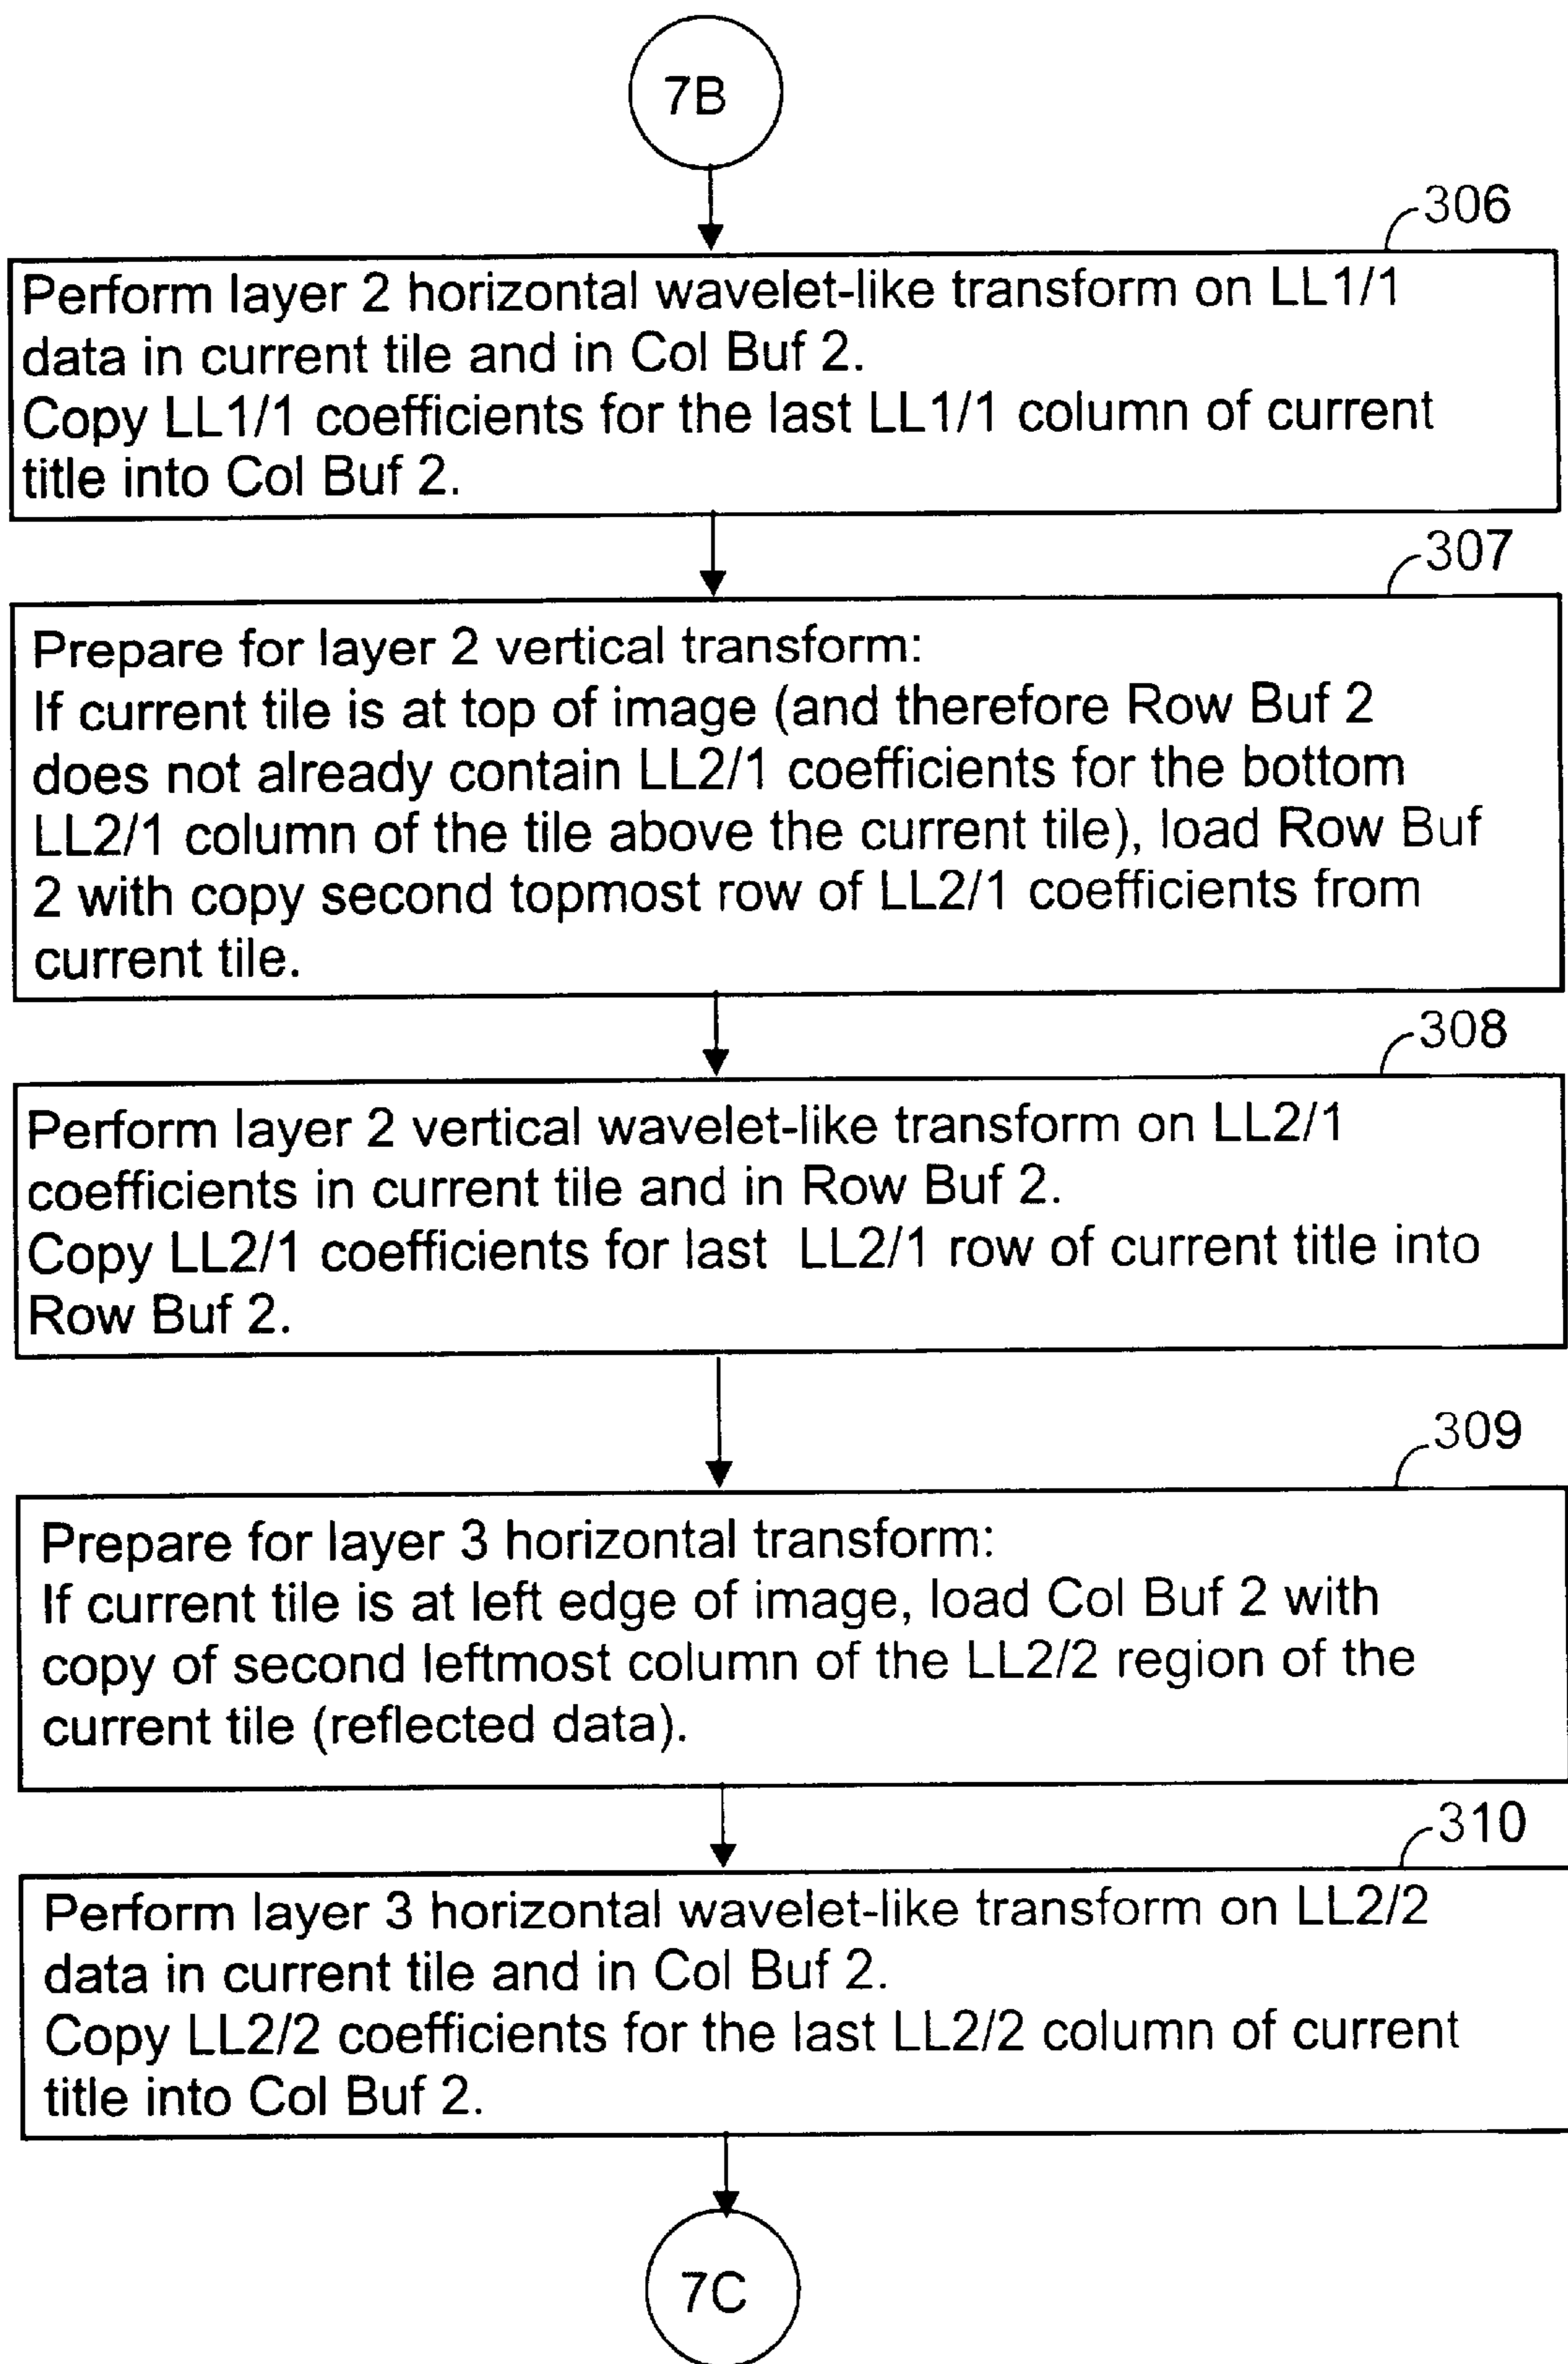 7B
306
Perform layer 2 horizontal wavelet-like transform on LL1/1
data in current tile and in Col Buf 2.
Copy LL1/1 coefficients for the last LL1/1 column of current
title into Col Buf 2.
307
Prepare for layer 2 vertical transform:
If current tile is at top of image (and therefore Row Buf 2
does not already contain LL2/1 coefficients for the bottom
LL2/1 column of the tile above the current tile), load Row Buf
2 with copy second topmost row of LL2/1 coefficients from
current tile.
308
Perform layer 2 vertical wavelet-like transform on LL2/1
coefficients in current tile and in Row Buf 2.
Copy LL2/1 coefficients for last LL2/1 row of current title into
Row Buf 2.
309
Prepare for layer 3 horizontal transform:
If current tile is at left edge of image, load Col Buf 2 with
copy of second leftmost column of the LL2/2 region of the
current tile (reflected data).
310
Perform layer 3 horizontal wavelet-like transform on LL2/2
data in current tile and in Col Buf 2.
Copy LL2/2 coefficients for the last LL2/2 column of current
title into Col Buf 2.
7C